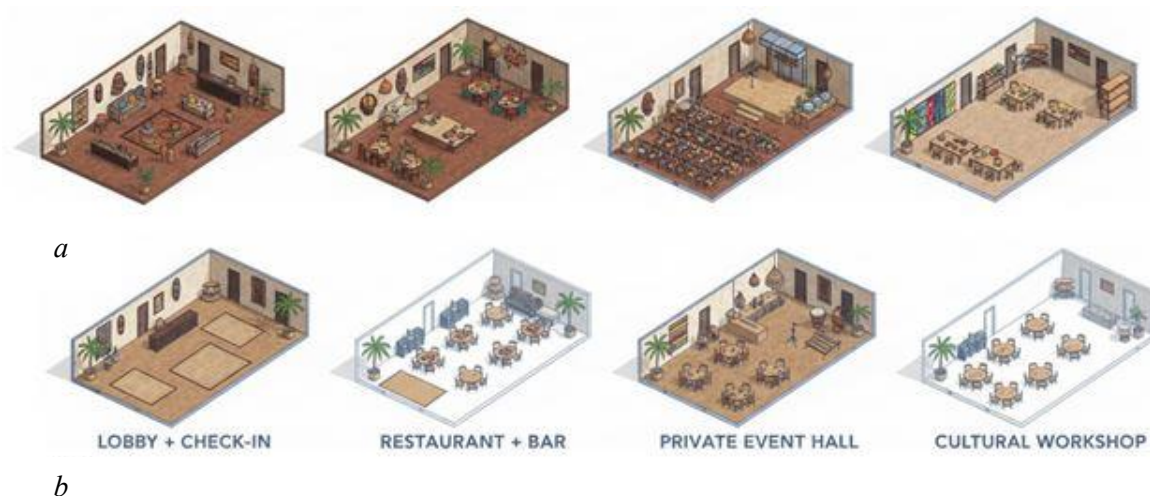 a
LOBBY + CHECK-IN RESTAURANT + BAR PRIVATE EVENT HALL CULTURAL WORKSHOP
b